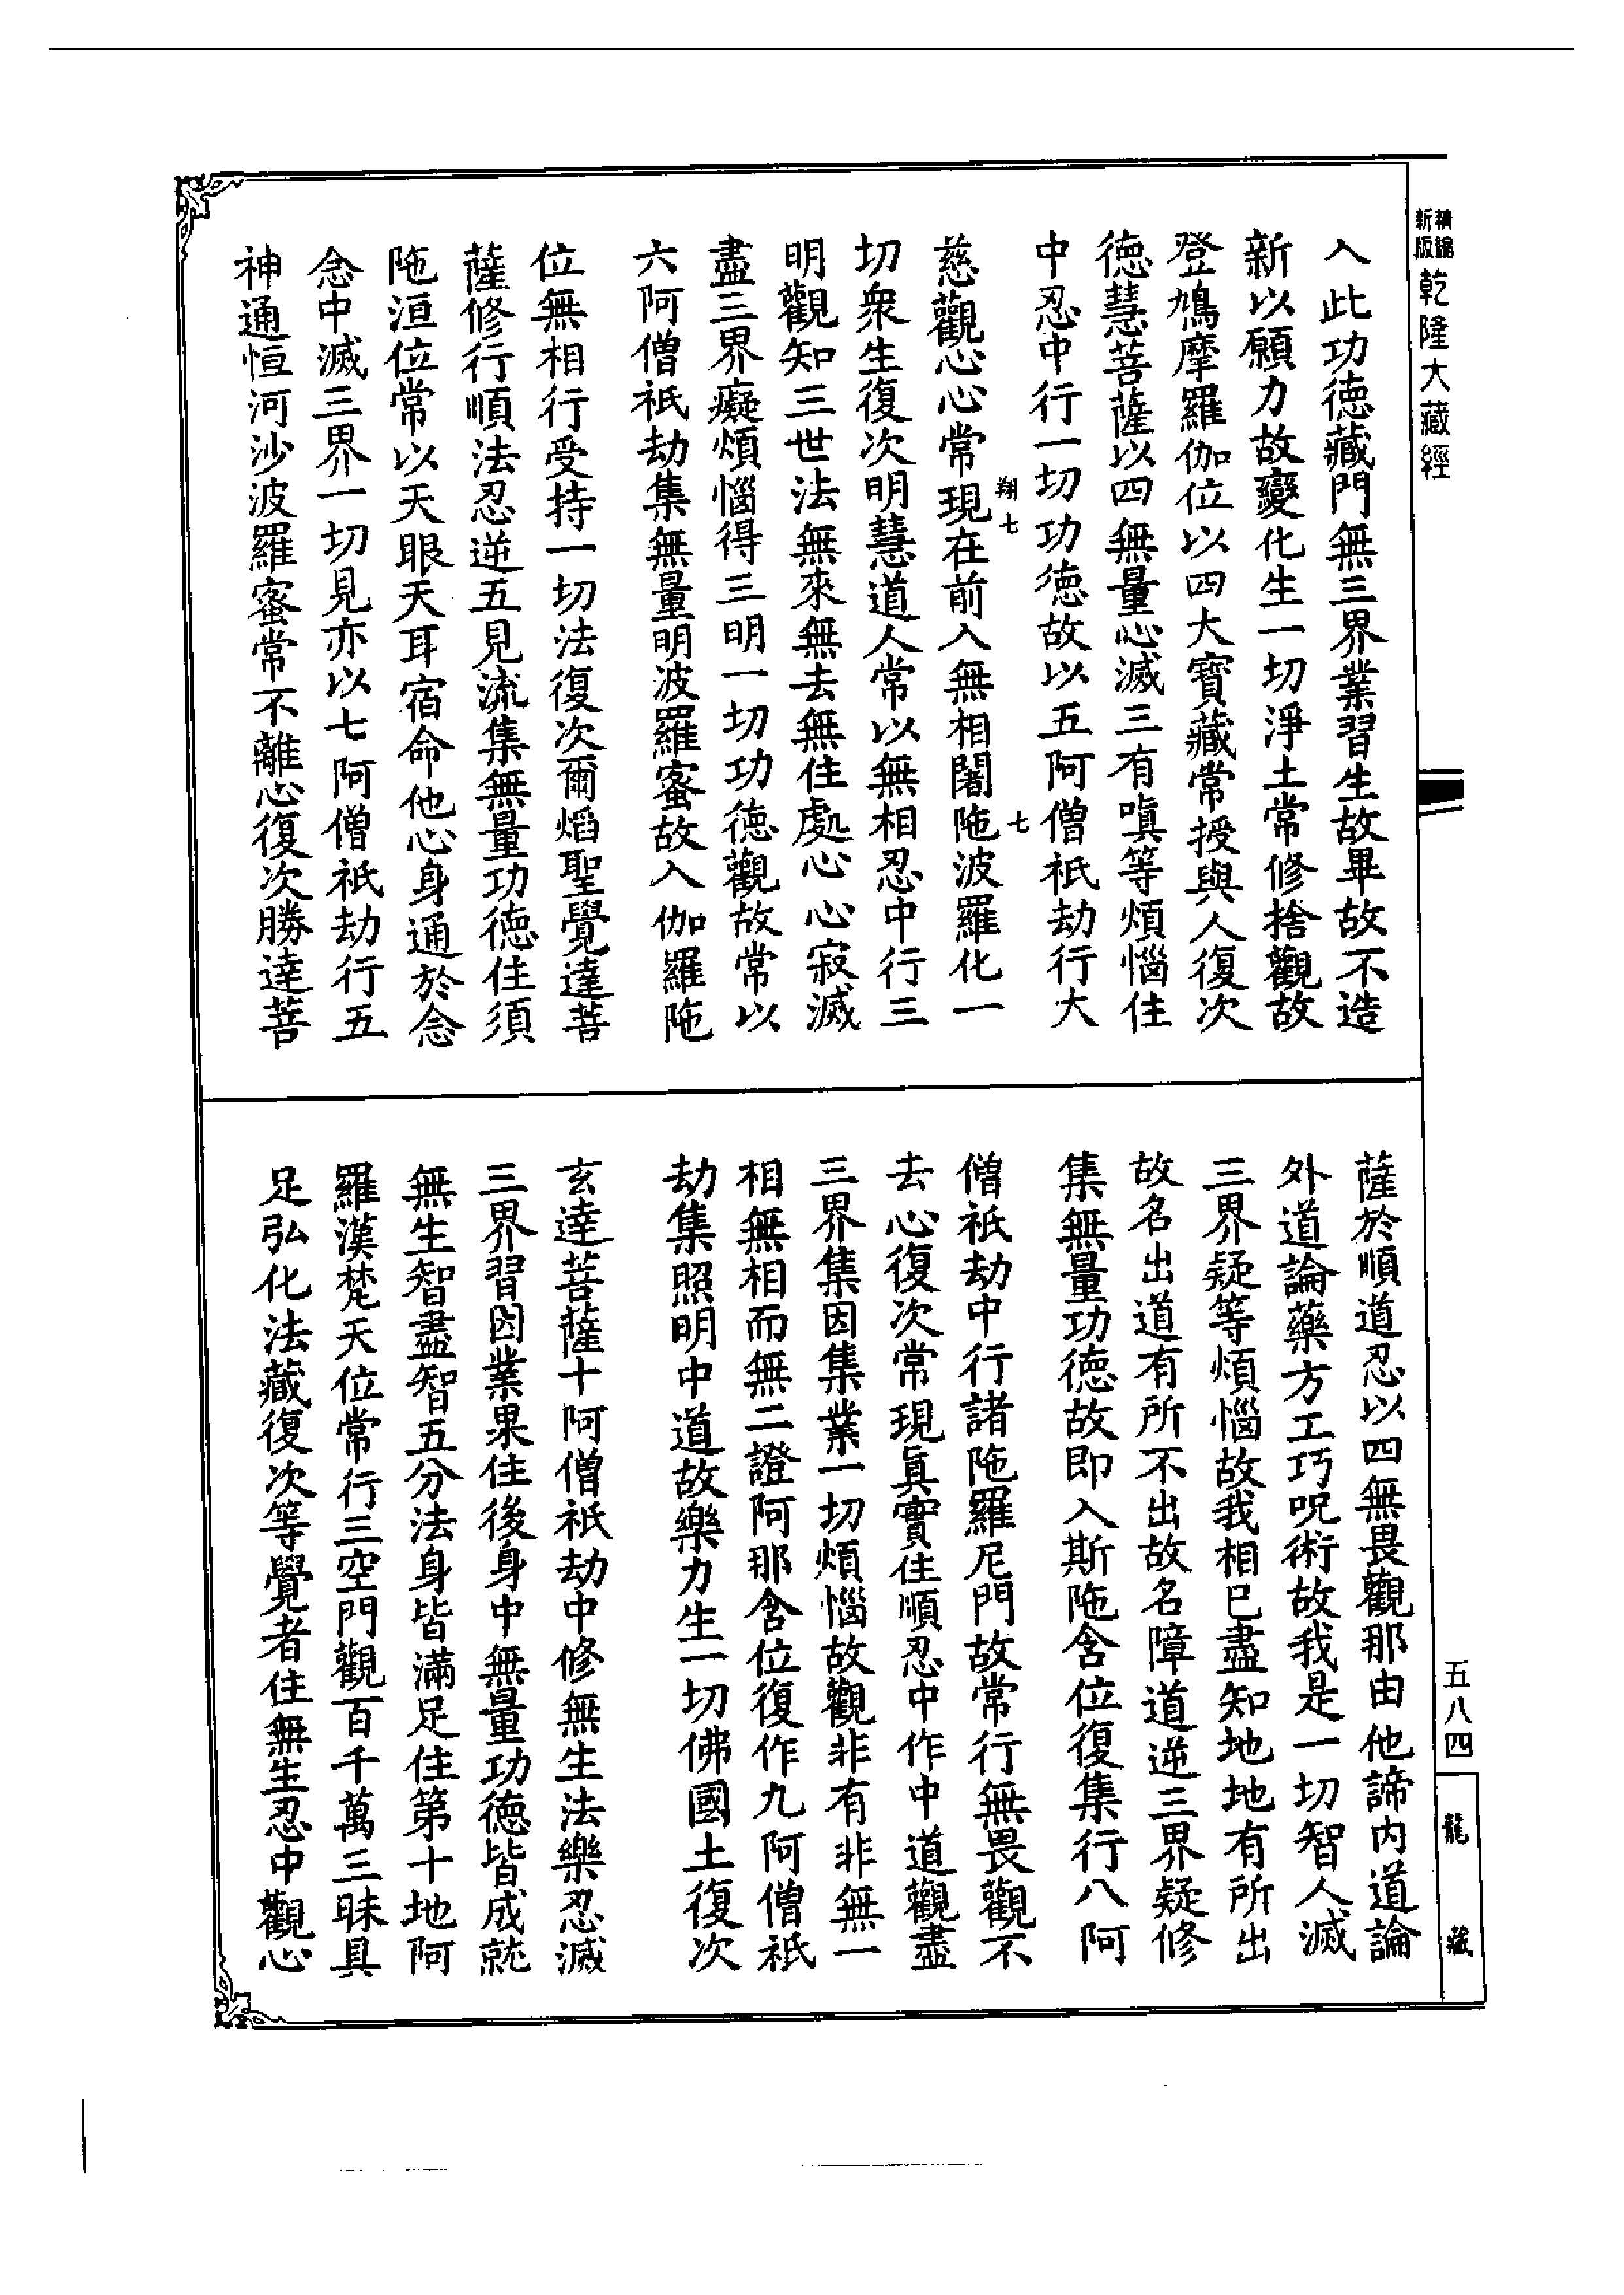 新版精編
乾隆大藏經
入此功德藏門無三界業習生故畢故不造
新以願力故變化生一切淨土常修捨觀故
登鳩摩羅伽位以四大寶藏常授與人復次
德慧菩薩以四無量心滅三有嗔等煩惱住
中忍中行一切功德故以五阿僧祇劫行大
翔七
七
慈觀心心常現在前入無相闍陁波羅化一
切衆生復次明慧道人常以無相忍中行三
明觀知三世法無來無去無住處心心寂滅
盡三界癡煩惱得三明一切功德觀故常以
六阿僧祇劫集無量明波羅蜜故入伽羅陁
位無相行受持一切法復次爾熖聖覺達菩
薩修行順法忍逆五見流集無量功德住須
陁洹位常以天眼天耳宿命他心身通於念
念中滅三界一切見亦以七阿僧祇劫行五
神通恒河沙波羅蜜常不離心復次勝達菩
薩於順道忍以四無畏觀那由他諦內道論
外道論藥方工巧呪術故我是一切智人滅
三界疑等煩惱故我相已盡知地地有所出
故名出道有所不出故名障道逆三界疑修
集無量功德故即入斯陁含位復集行八阿
僧祇劫中行諸陁羅尼門故常行無畏觀不
去心復次常現眞實住順忍中作中道觀盡
三界集因集業一切煩惱故觀非有非無一
相無相而無二證阿那含位復作九阿僧祇
劫集照明中道故樂力生一切佛國土復次
玄達菩薩十阿僧祇劫中修無生法樂忍滅
三界習因業果住後身中無量功德皆成就
無生智盡智五分法身皆滿足住第十地阿
羅漢梵天位常行三空門觀百千萬三昧具
足弘化法藏復次等覺者住無生忍中觀心
五八四
龍藏